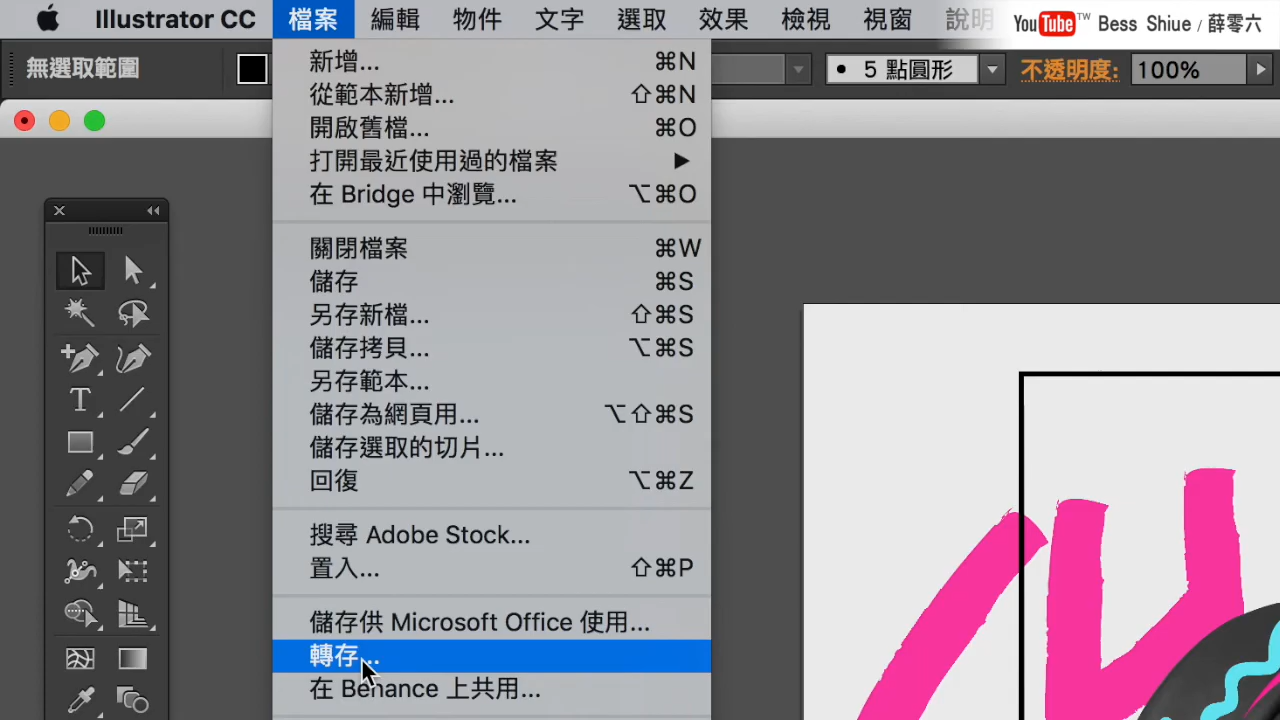 Illustrator CC 檔案 編輯 物件 文字 選取 效果 檢視 視窗 說明
YouTube™ Bess Shiue / 薛零六
無選取範圍 5 點圓形 不透明度: 100%
新增... ⌘N
從範本新增... ⇧⌘N
開啟舊檔... ⌘O
打開最近使用過的檔案 ▶
在 Bridge 中瀏覽... ⌥⌘O
關閉檔案 ⌘W
儲存 ⌘S
另存新檔... ⇧⌘S
儲存拷貝... ⌥⌘S
另存範本...
儲存為網頁用... ⌥⇧⌘S
儲存選取的切片...
回復 ⌥⌘Z
搜尋 Adobe Stock...
置入... ⇧⌘P
儲存供 Microsoft Office 使用...
轉存...
在 Behance 上共用...